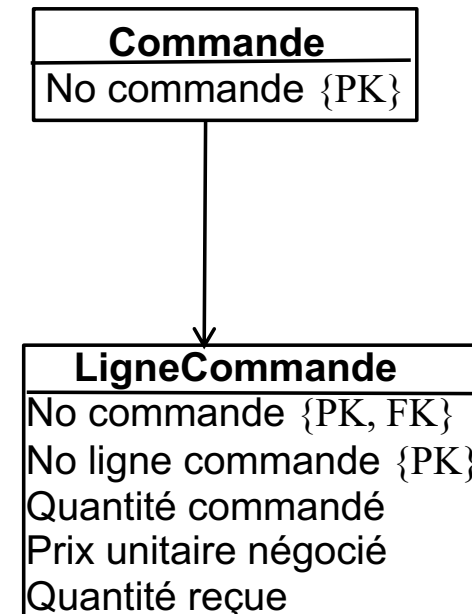 Commande
No commande {PK}
LigneCommande
No commande {PK, FK}
No ligne commande {PK}
Quantité commandé
Prix unitaire négocié
Quantité reçue